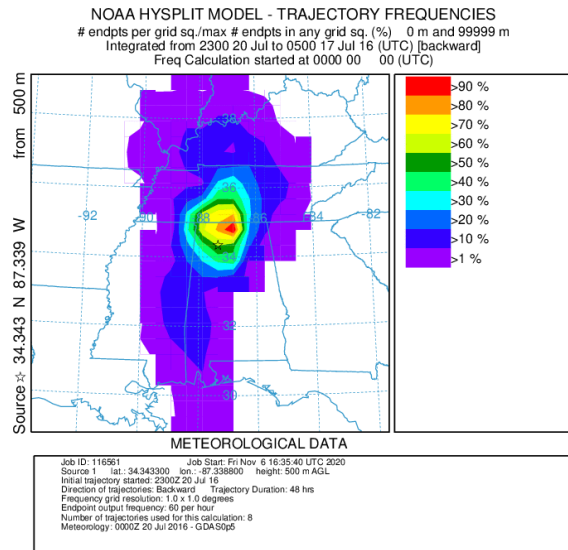 NOAA HYSPLIT MODEL - TRAJECTORY FREQUENCIES
# endpts per grid sq./max # endpts in any grid sq. (%)    0 m and 99999 m
Integrated from 2300 20 Jul to 0500 17 Jul 16 (UTC) [backward]
Freq Calculation started at 0000 00    00 (UTC)
Source ☆ 34.343 N 87.339 W    from    500 m
38
36
-92
-90
-88
-86
-84
-82
34
32
30
>90 %
>80 %
>70 %
>60 %
>50 %
>40 %
>30 %
>20 %
>10 %
>1 %
METEOROLOGICAL DATA
Job ID: 116561    Job Start: Fri Nov 6 16:35:40 UTC 2020
Source 1    lat.: 34.343300    lon.: -87.338800    height: 500 m AGL
Initial trajectory started: 2300Z 20 Jul 16
Direction of trajectories: Backward    Trajectory Duration: 48 hrs
Frequency grid resolution: 1.0 x 1.0 degrees
Endpoint output frequency: 60 per hour
Number of trajectories used for this calculation: 8
Meteorology: 0000Z 20 Jul 2016 - GDAS0p5